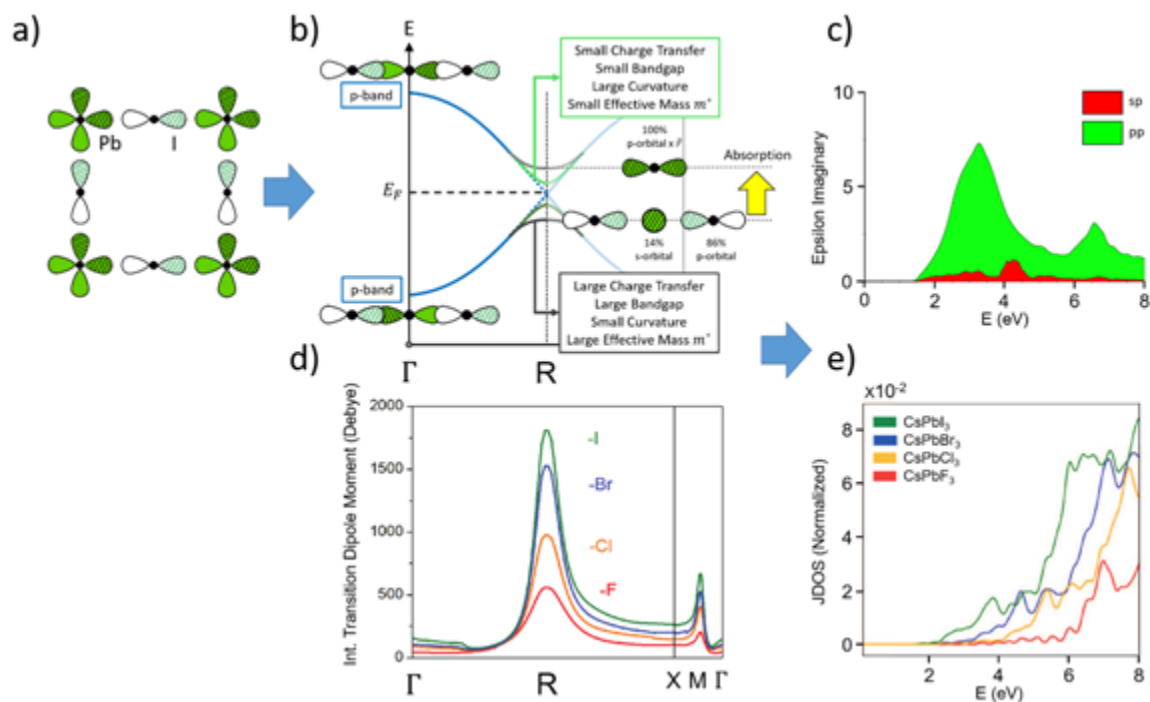 a)
Pb
I
b)
E
p-band
E_F
p-band
Γ
R
Small Charge Transfer
Small Bandgap
Large Curvature
Small Effective Mass m*
100%
p-orbital x r⃗
Absorption
14%
s-orbital
86%
p-orbital
Large Charge Transfer
Large Bandgap
Small Curvature
Large Effective Mass m*
c)
sp
pp
Epsilon Imaginary
10
5
0
0
2
4
6
8
E (eV)
d)
Int. Transition Dipole Moment (Debye)
2000
1500
1000
500
0
-I
-Br
-Cl
-F
Γ
R
X
M
Γ
e)
x10⁻²
CsPbI₃
CsPbBr₃
CsPbCl₃
CsPbF₃
JDOS (Normalized)
8
6
4
2
0
2
4
6
8
E (eV)